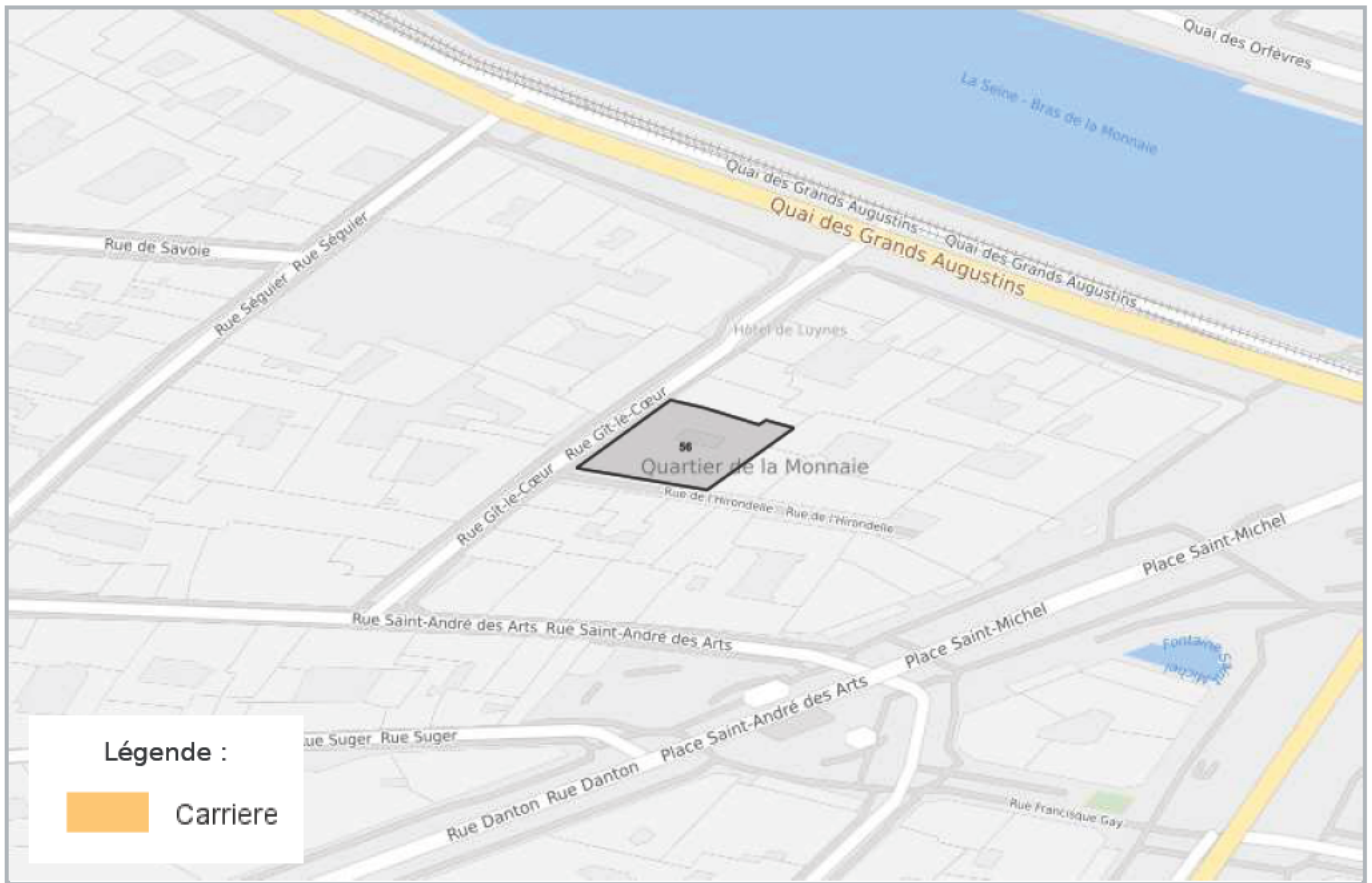 Quai des Orfèvres
La Seine - Bras de la Monnaie
Quai des Grands Augustins
Quai des Grands Augustins
Quai des Grands Augustins
Rue de Savoie
Rue Séguier
Rue Séguier
Hôtel de Luynes
Rue Gît-le-Cœur
Rue Gît-le-Cœur
56
Quartier de la Monnaie
Rue de l'Hirondelle
Rue de l'Hirondelle
Place Saint-Michel
Place Saint-Michel
Rue Saint-André des Arts
Rue Saint-André des Arts
Fontaine Saint-Michel
Place Saint-André des Arts
Rue Suger
Rue Suger
Rue Danton
Rue Danton
Rue Francisque Gay
Légende :
Carriere